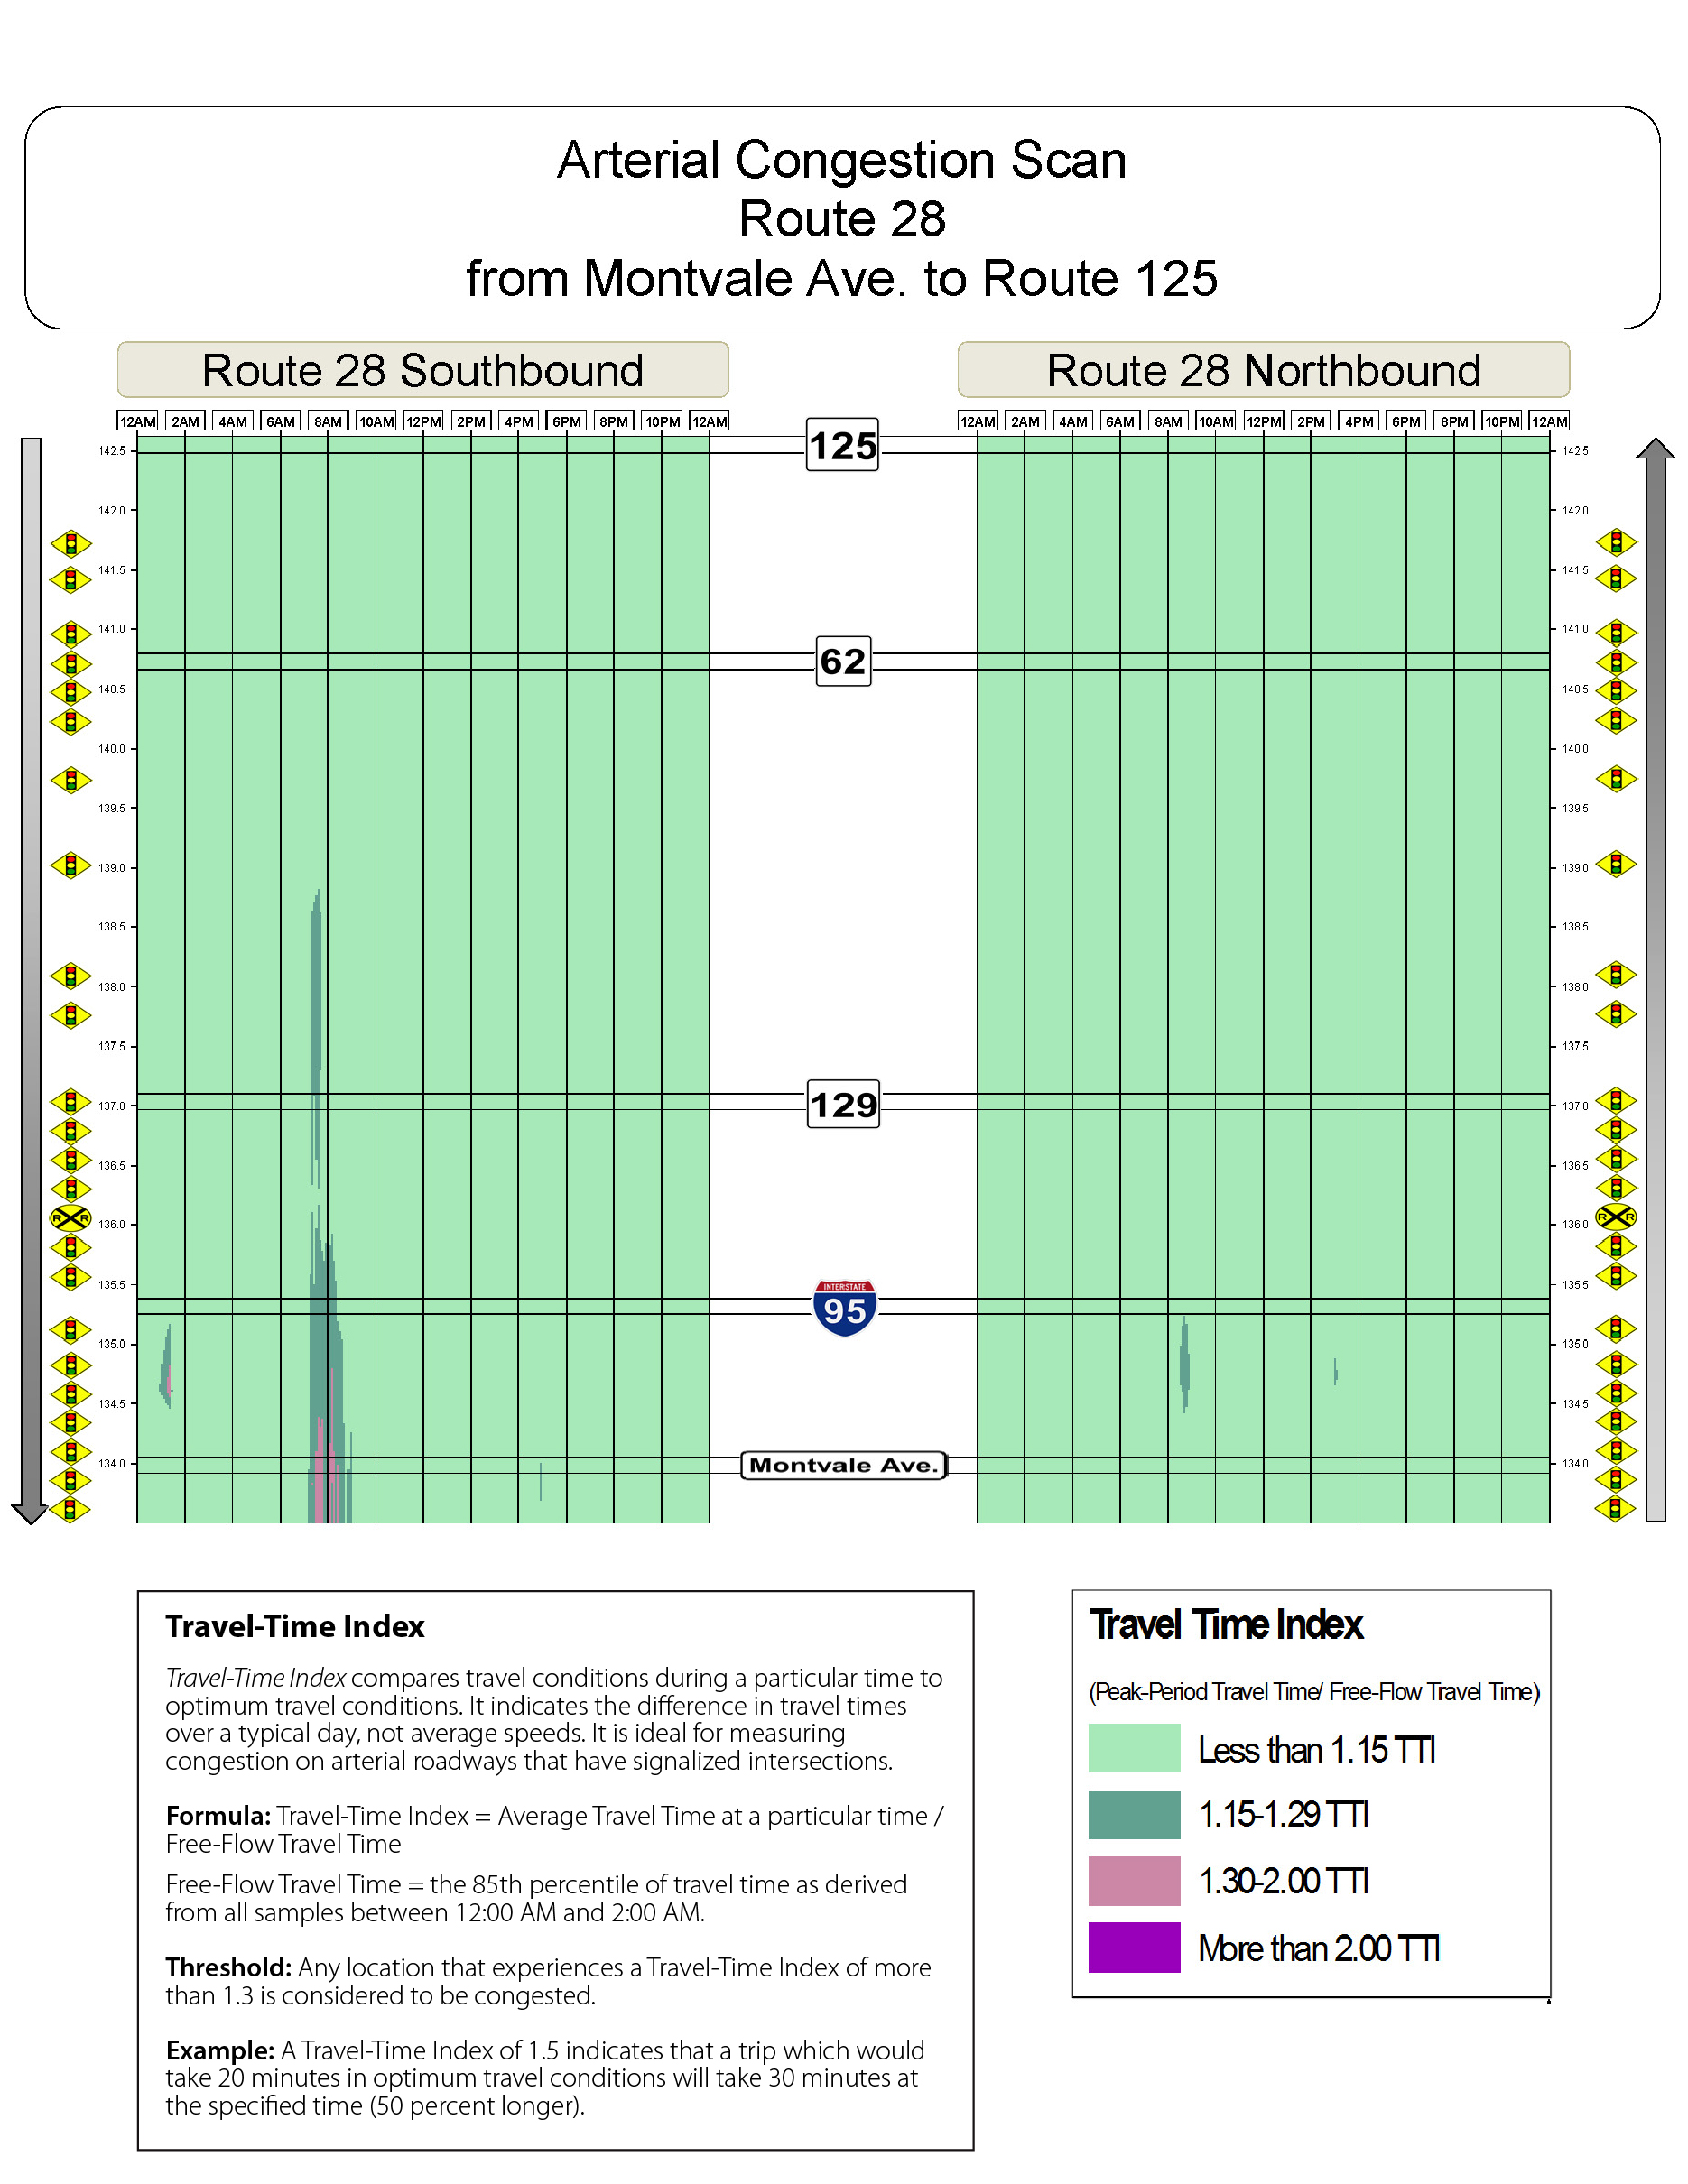 Arterial Congestion Scan
Route 28
from Montvale Ave. to Route 125
Route 28 Southbound
Route 28 Northbound
12AM 2AM 4AM 6AM 8AM 10AM 12PM 2PM 4PM 6PM 8PM 10PM 12AM
12AM 2AM 4AM 6AM 8AM 10AM 12PM 2PM 4PM 6PM 8PM 10PM 12AM
125
142.5 142.5
142.0 142.0
141.5 141.5
141.0 141.0
62
140.5 140.5
140.0 140.0
139.5 139.5
139.0 139.0
138.5 138.5
138.0 138.0
137.5 137.5
129
137.0 137.0
136.5 136.5
R R 136.0 136.0 R R
135.5 135.5
INTERSTATE
95
135.0 135.0
134.5 134.5
134.0 Montvale Ave. 134.0
Travel-Time Index
Travel-Time Index compares travel conditions during a particular time to
optimum travel conditions. It indicates the difference in travel times
over a typical day, not average speeds. It is ideal for measuring
congestion on arterial roadways that have signalized intersections.
Formula: Travel-Time Index = Average Travel Time at a particular time /
Free-Flow Travel Time
Free-Flow Travel Time = the 85th percentile of travel time as derived
from all samples between 12:00 AM and 2:00 AM.
Threshold: Any location that experiences a Travel-Time Index of more
than 1.3 is considered to be congested.
Example: A Travel-Time Index of 1.5 indicates that a trip which would
take 20 minutes in optimum travel conditions will take 30 minutes at
the specified time (50 percent longer).
Travel Time Index
(Peak-Period Travel Time/ Free-Flow Travel Time)
Less than 1.15 TTI
1.15-1.29 TTI
1.30-2.00 TTI
More than 2.00 TTI